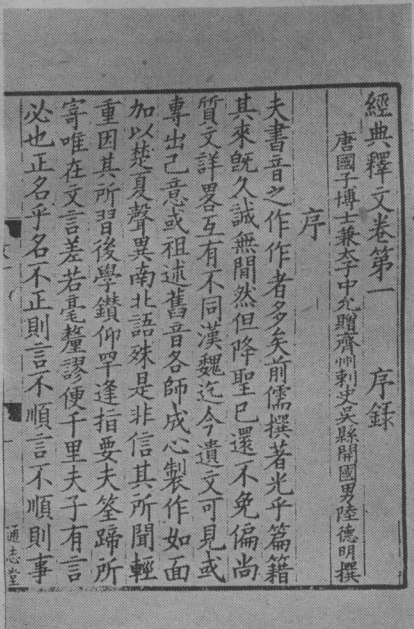 經典釋文卷第一　序錄
唐國子博士兼太子中允贈齊州刺史吳縣開國男陸德明撰
序
夫書音之作作者多矣前儒撰著光乎篇籍
其來旣久誠無閒然但降聖已還不免偏尚
質文詳畧互有不同漢魏迄今遺文可見或
專出己意或祖述舊音各師成心製作如面
加以楚夏聲異南北語殊是非信其所聞輕
重因其所習後學鑽仰罕逢指要夫筌蹄所
寄唯在文言差若毫釐謬便千里夫子有言
必也正名乎名不正則言不順言不順則事
通志堂